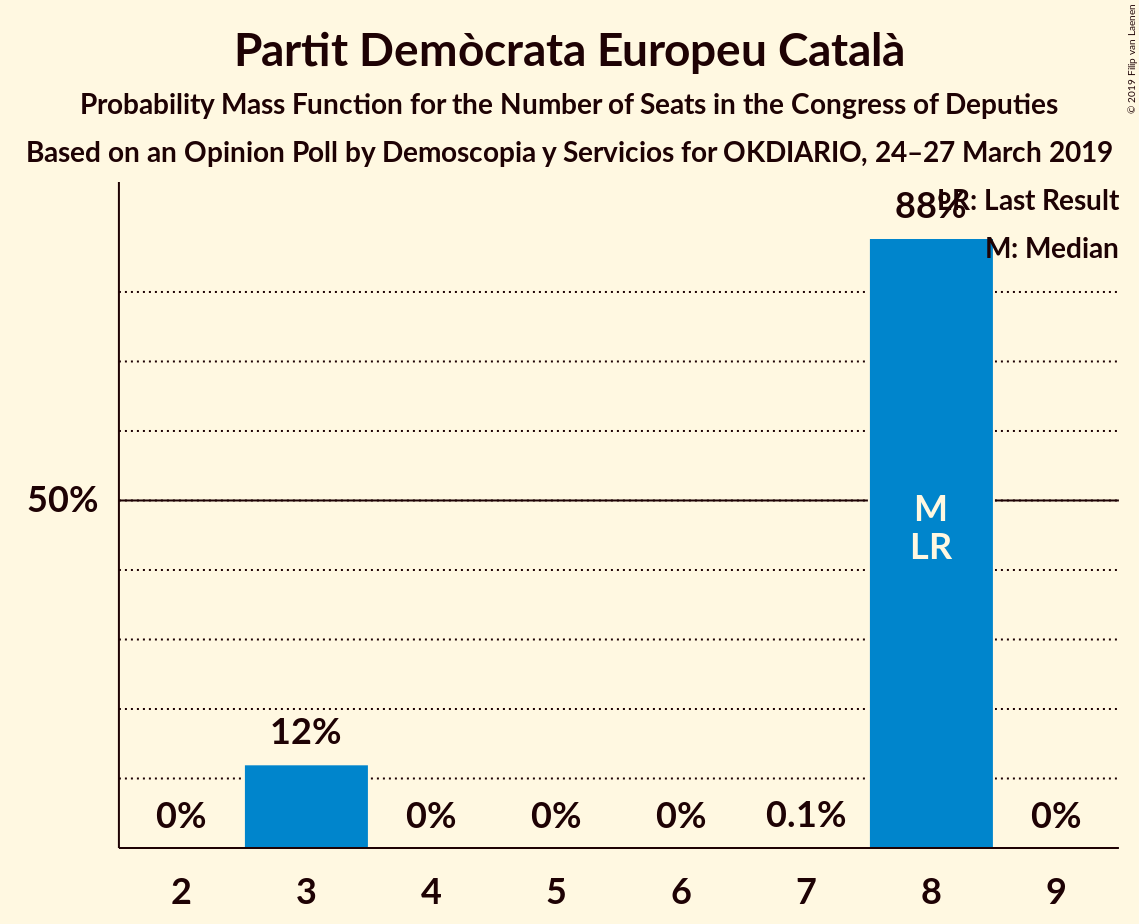 Partit Demòcrata Europeu Català
Probability Mass Function for the Number of Seats in the Congress of Deputies
Based on an Opinion Poll by Demoscopia y Servicios for OKDIARIO, 24–27 March 2019
© 2019 Filip van Laenen
LR: Last Result
M: Median
88%
50%
M
LR
12%
0%
0%
0%
0%
0.1%
0%
2
3
4
5
6
7
8
9